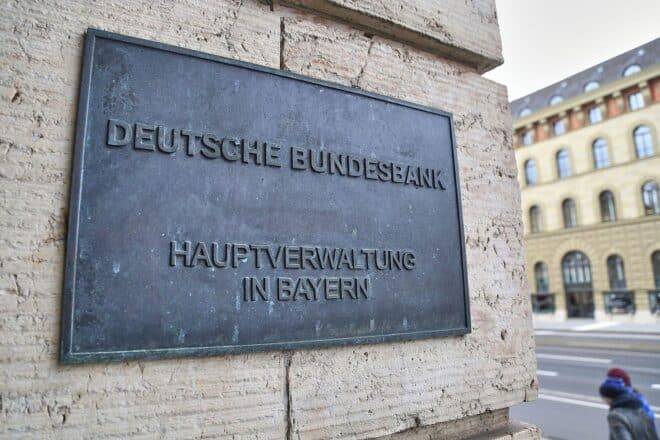 DEUTSCHE BUNDESBANK
HAUPTVERWALTUNG
IN BAYERN